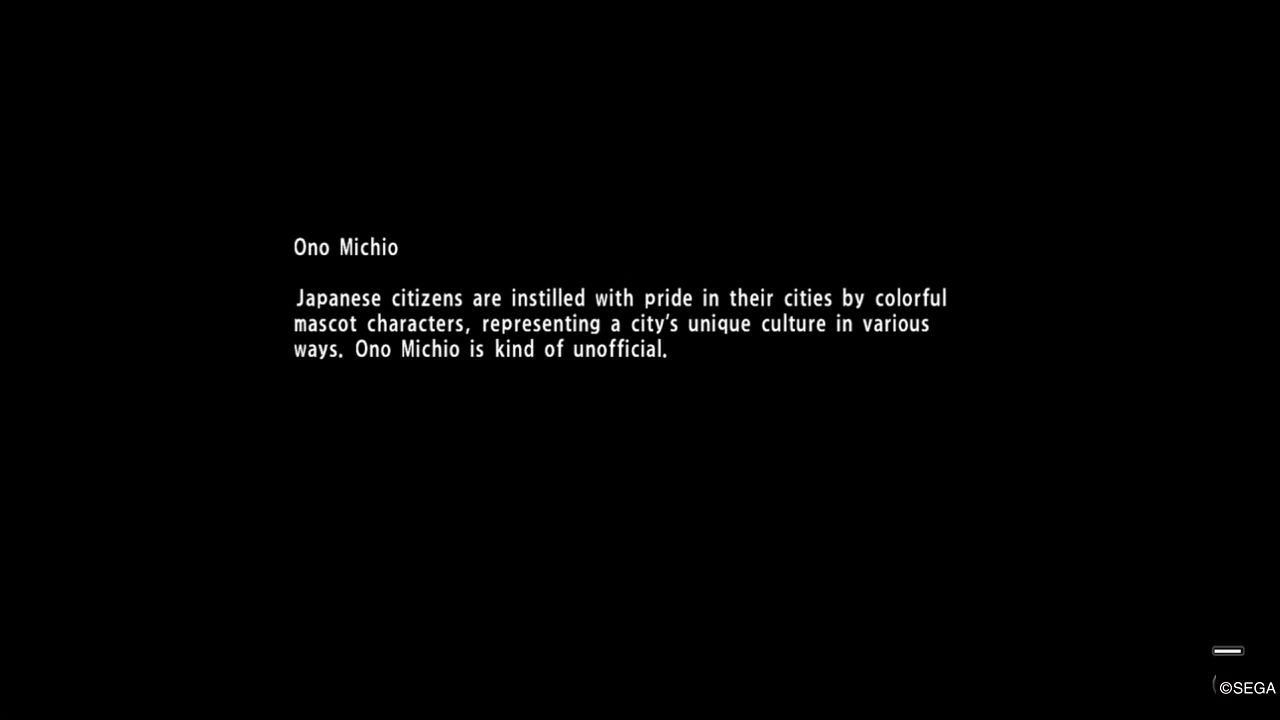 Ono Michio
Japanese citizens are instilled with pride in their cities by colorful
mascot characters, representing a city's unique culture in various
ways. Ono Michio is kind of unofficial.
©SEGA